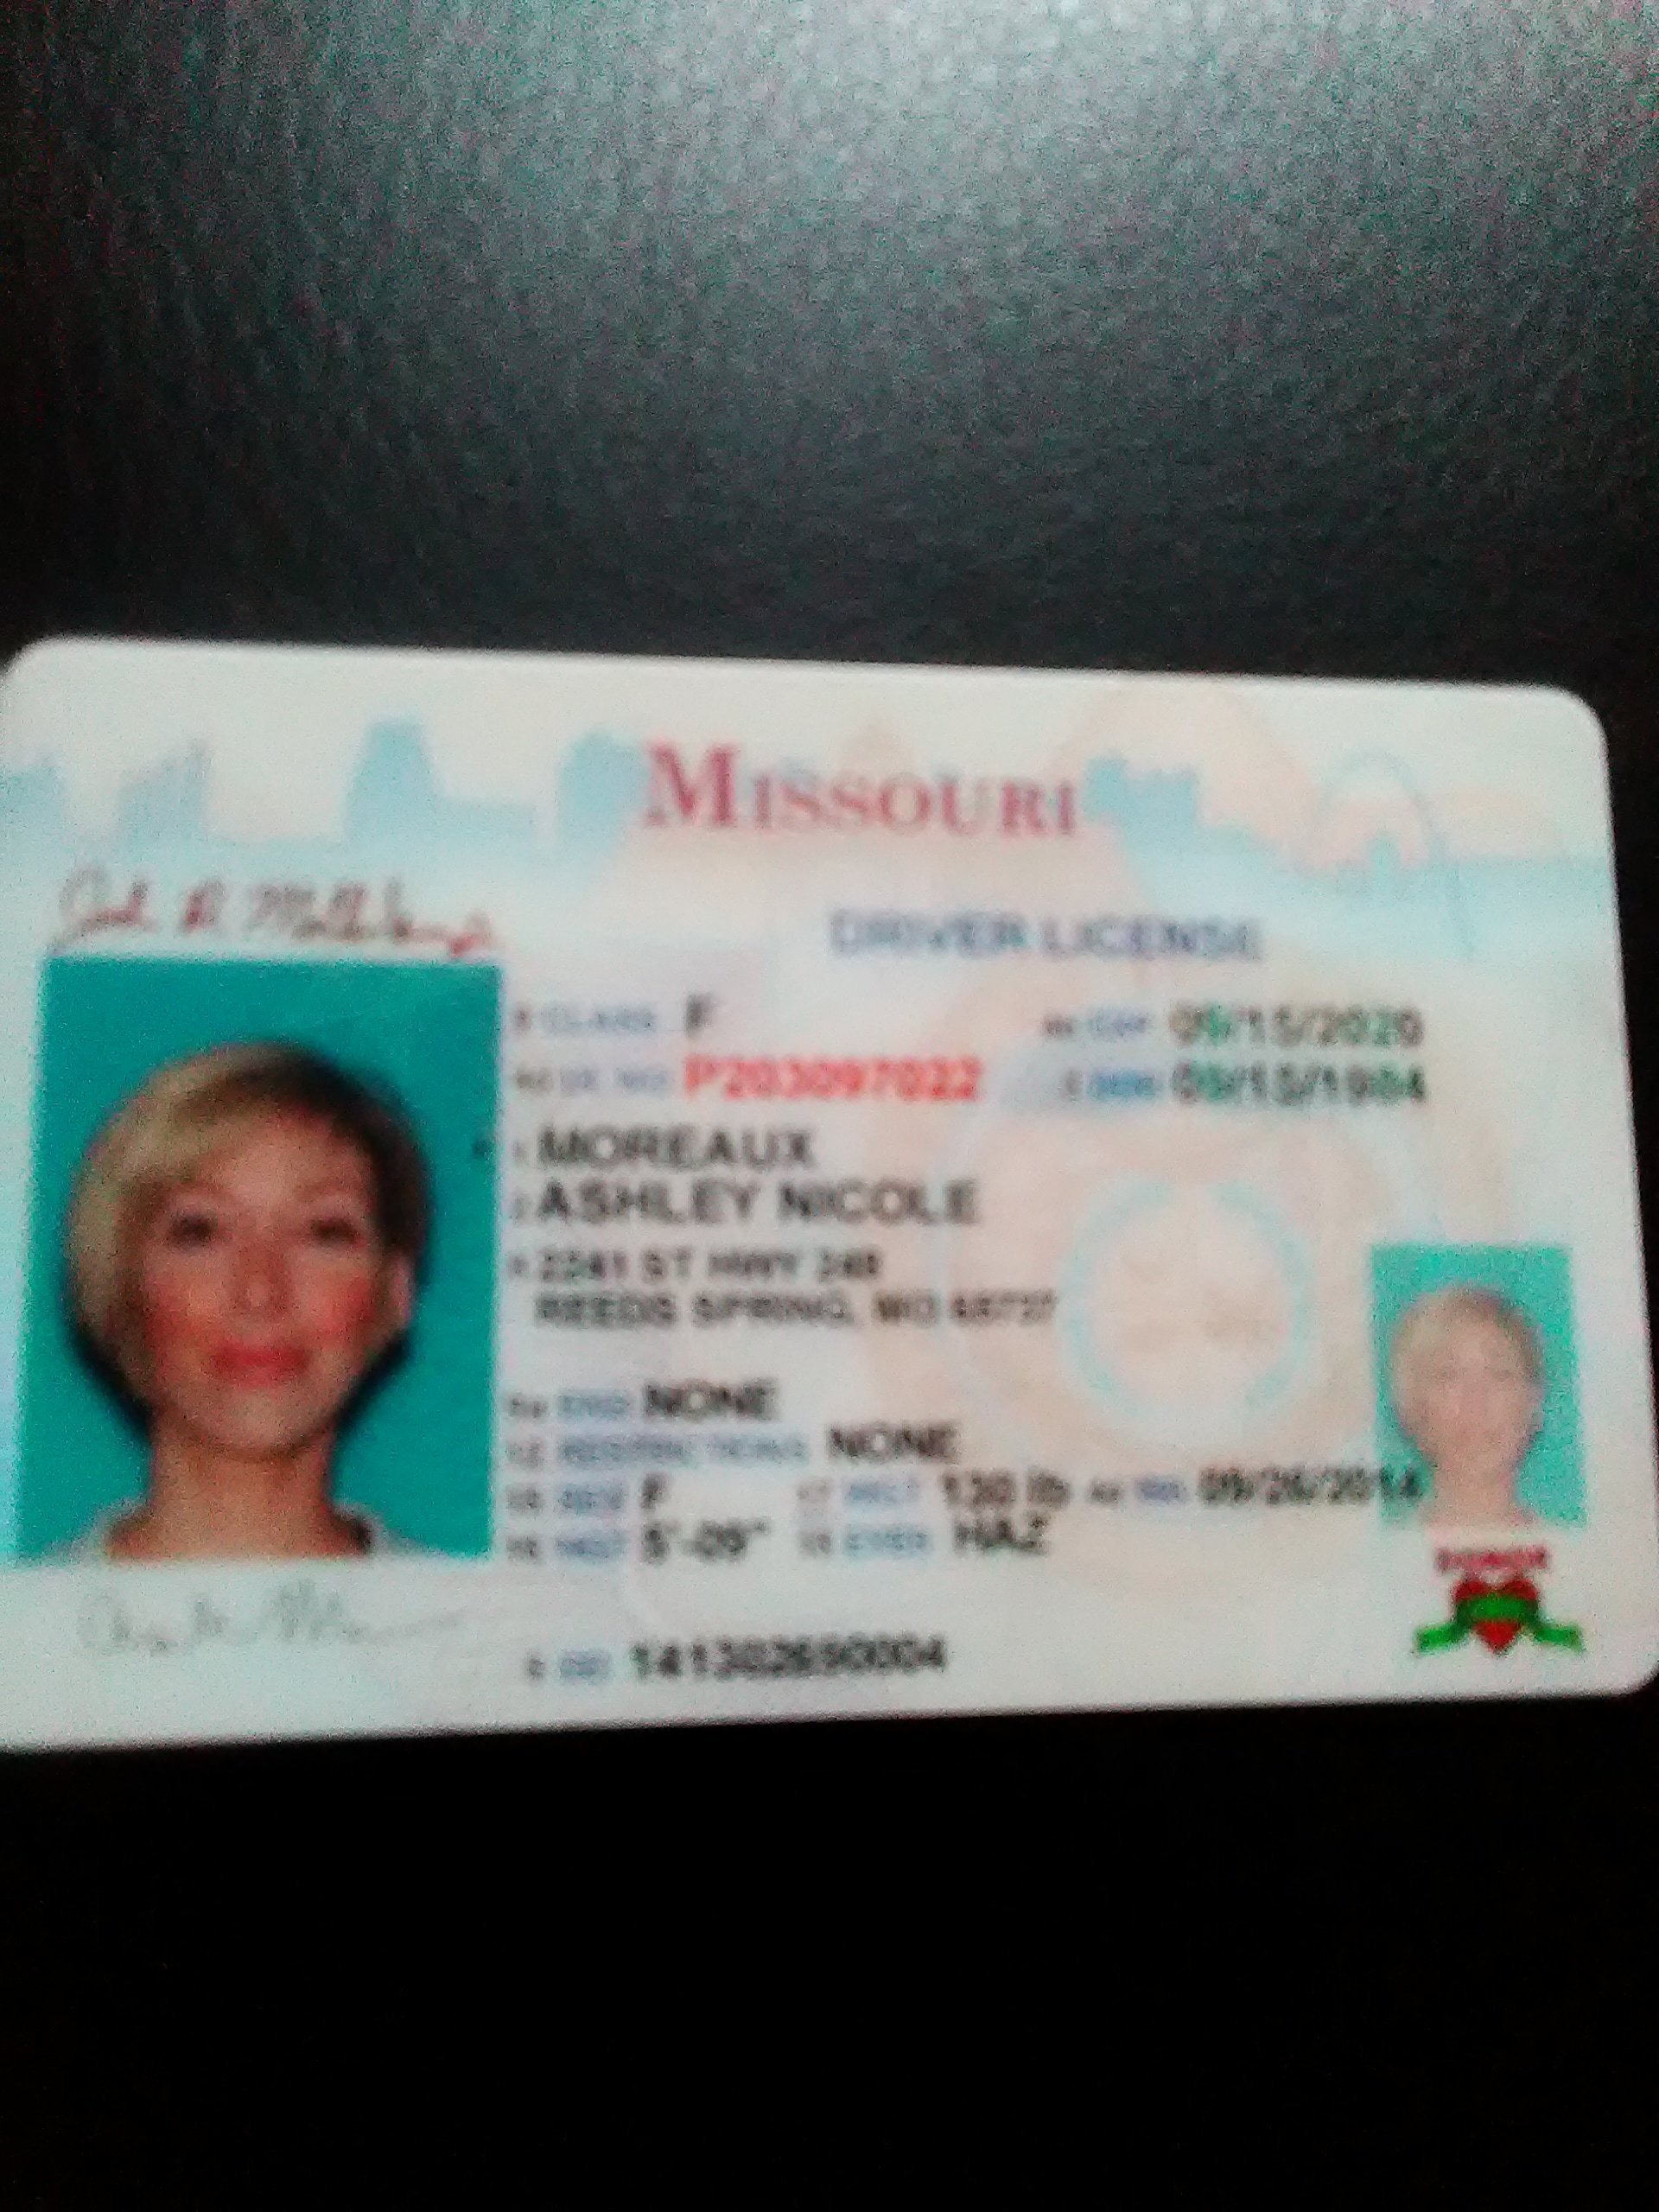 MISSOURI
DRIVER LICENSE
9 CLASS F 4b EXP 09/15/2020
4d DL NO P203097022 3 DOB 09/15/1984
1 MOREAUX
2 ASHLEY NICOLE
8 2241 ST HWY 248
REEDS SPRING, MO 65737
9a END NONE
12 RESTRICTIONS NONE
15 SEX F 17 WGT 130 lb 4a ISS 09/26/2014
16 HGT 5'-09" 18 EYES HAZ
DONOR
5 DD 141302690004